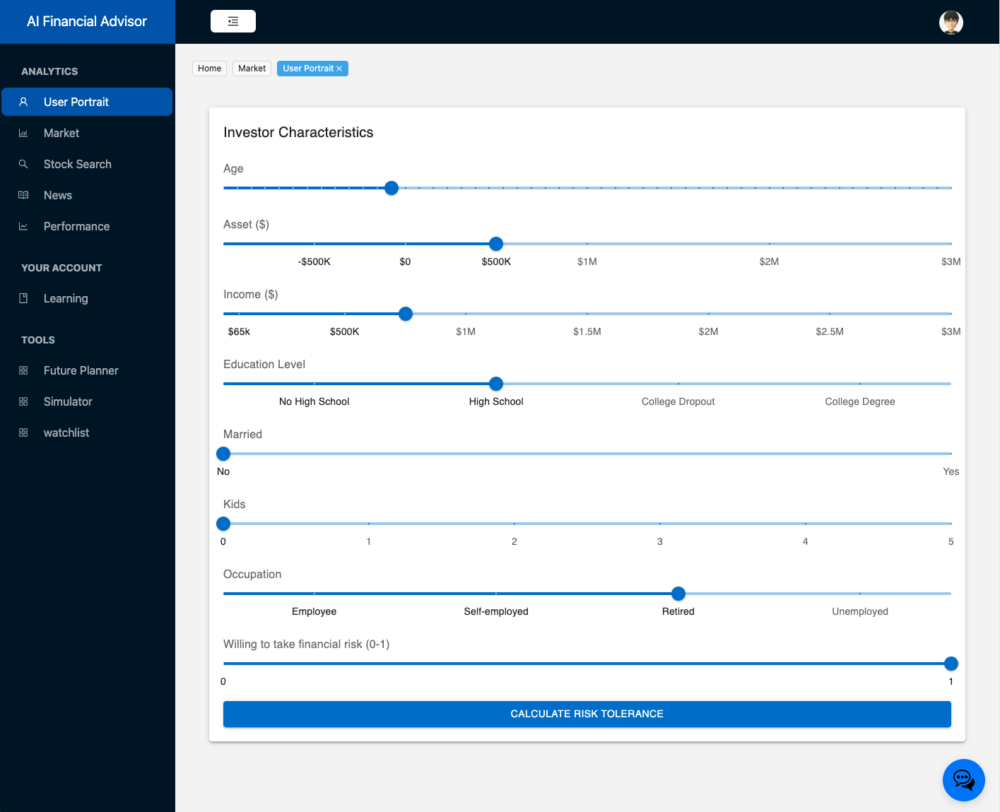 AI Financial Advisor
ANALYTICS
User Portrait
Market
Stock Search
News
Performance
YOUR ACCOUNT
Learning
TOOLS
Future Planner
Simulator
watchlist
Home Market User Portrait
Investor Characteristics
Age
Asset ($)
-$500K $0 $500K $1M $2M $3M
Income ($)
$65k $500K $1M $1.5M $2M $2.5M $3M
Education Level
No High School High School College Dropout College Degree
Married
No Yes
Kids
0 1 2 3 4 5
Occupation
Employee Self-employed Retired Unemployed
Willing to take financial risk (0-1)
0 1
CALCULATE RISK TOLERANCE